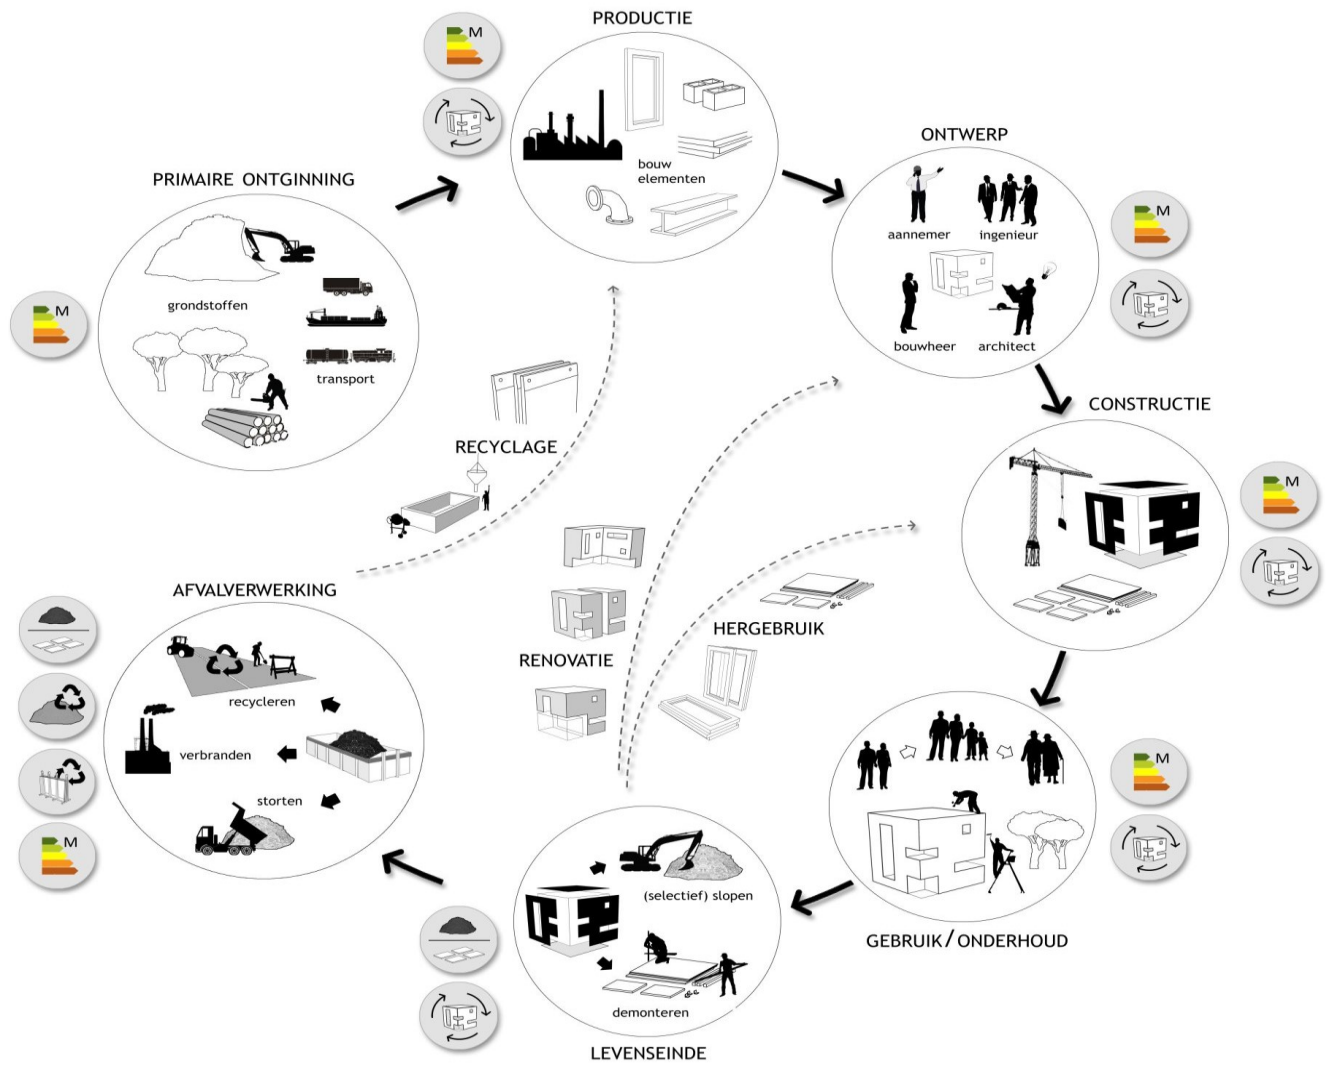 PRODUCTIE
M
bouw
elementen
ONTWERP
aannemer
ingenieur
bouwheer
architect
M
PRIMAIRE ONTGINNING
grondstoffen
transport
M
CONSTRUCTIE
M
RECYCLAGE
RENOVATIE
HERGEBRUIK
AFVALVERWERKING
recycleren
verbranden
storten
M
M
GEBRUIK/ONDERHOUD
(selectief) slopen
demonteren
LEVENSEINDE